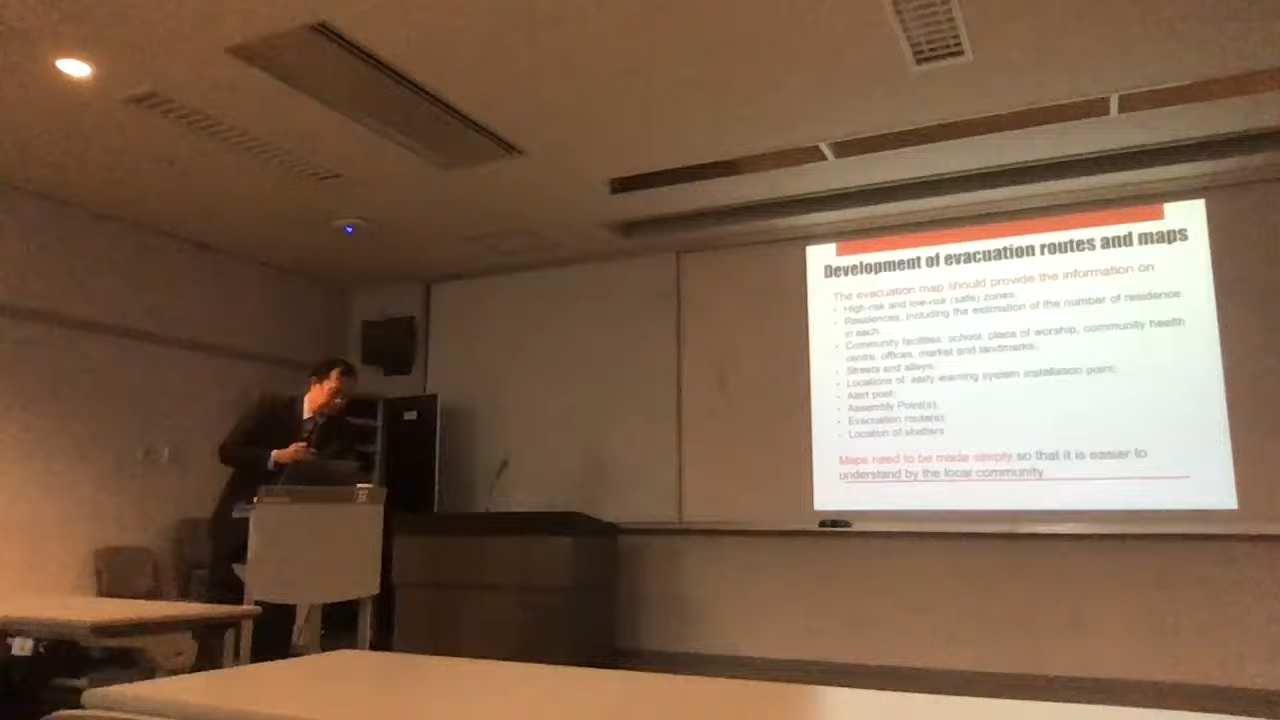 Development of evacuation routes and maps
The evacuation map should provide the information on
- High-risk and low-risk (safe) zones;
- Residences, including the estimation of the number of residence
in each
- Community facilities: school, place of worship, community health
centre, offices, market and landmarks;
- Streets and alleys;
- Locations of early warning system installation point;
- Alert post;
- Assembly Point(s);
- Evacuation route(s);
- Location of shelters
Maps need to be made simply so that it is easier to
understand by the local community